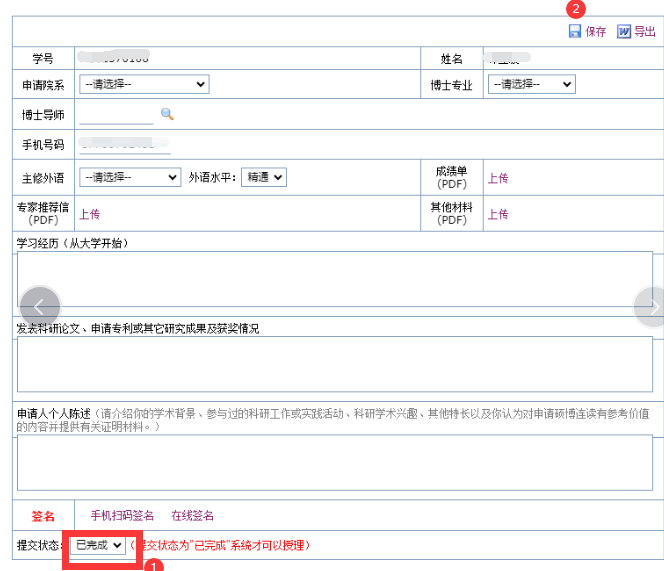 2
保存 导出
学号 姓名
申请院系 --请选择-- 博士专业 --请选择--
博士导师
手机号码
主修外语 --请选择-- 外语水平: 精通 成绩单 (PDF) 上传
专家推荐信 (PDF) 上传 其他材料 (PDF) 上传
学习经历（从大学开始）
发表科研论文、申请专利或其它研究成果及获奖情况
申请人个人陈述（请介绍你的学术背景、参与过的科研工作或实践活动、科研学术兴趣、其他特长以及你认为对申请硕博连读有参考价值
的内容并提供有关证明材料。）
签名 手机扫码签名 在线签名
提交状态: 已完成 （提交状态为"已完成"系统才可以授理）
1